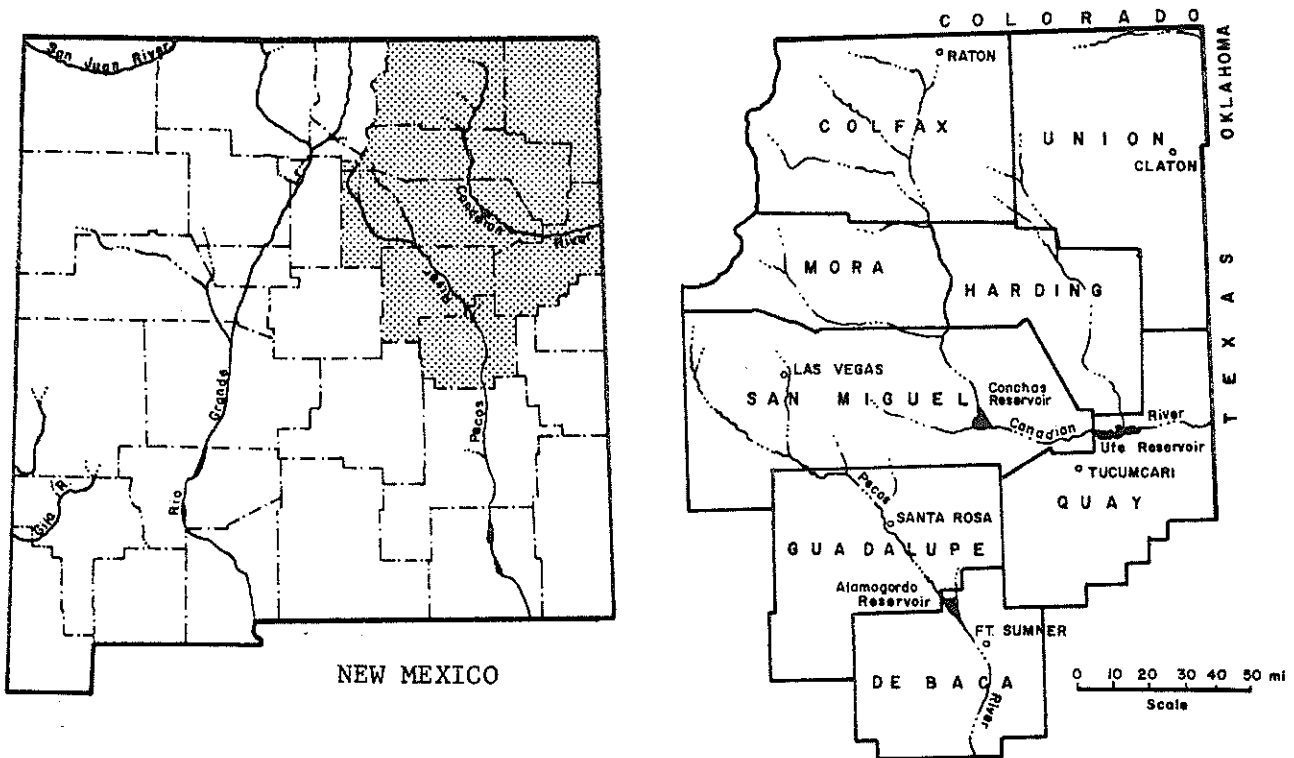 San Juan River
Canadian
River
River
Pecos
Grande
Rio
Gila R.
NEW MEXICO
COLORADO
OKLAHOMA
TEXAS
RATON
COLFAX
UNION
CLATON
MORA
HARDING
LAS VEGAS
SAN MIGUEL
Conchas
Reservoir
Canadian
River
Ute Reservoir
TUCUMCARI
QUAY
Pecos
SANTA ROSA
GUADALUPE
Alamogordo
Reservoir
FT. SUMNER
DE BACA
River
0 10 20 30 40 50 mi
Scale